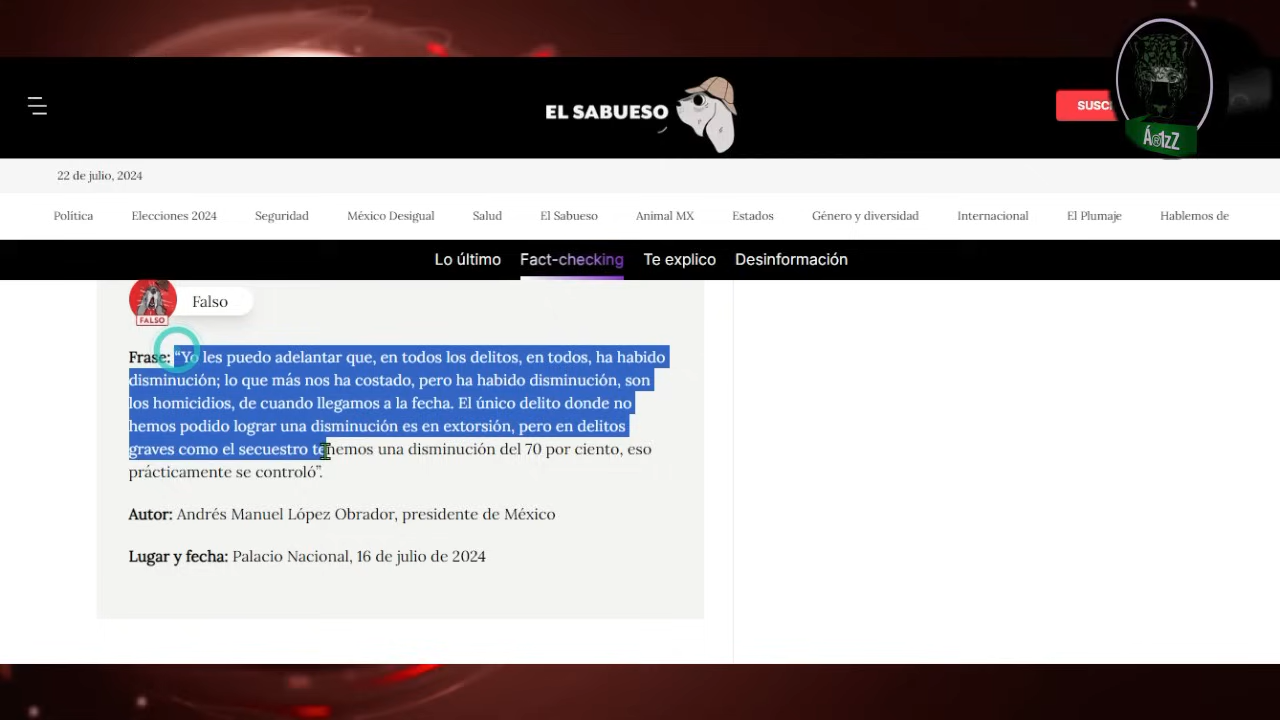 EL SABUESO
SUSC
Á@1zZ
22 de julio, 2024
Política Elecciones 2024 Seguridad México Desigual Salud El Sabueso Animal MX Estados Género y diversidad Internacional El Plumaje Hablemos de
Lo último Fact-checking Te explico Desinformación
FALSO
Falso
Frase: “Yo les puedo adelantar que, en todos los delitos, en todos, ha habido
disminución; lo que más nos ha costado, pero ha habido disminución, son
los homicidios, de cuando llegamos a la fecha. El único delito donde no
hemos podido lograr una disminución es en extorsión, pero en delitos
graves como el secuestro tenemos una disminución del 70 por ciento, eso
prácticamente se controló”.
Autor: Andrés Manuel López Obrador, presidente de México
Lugar y fecha: Palacio Nacional, 16 de julio de 2024